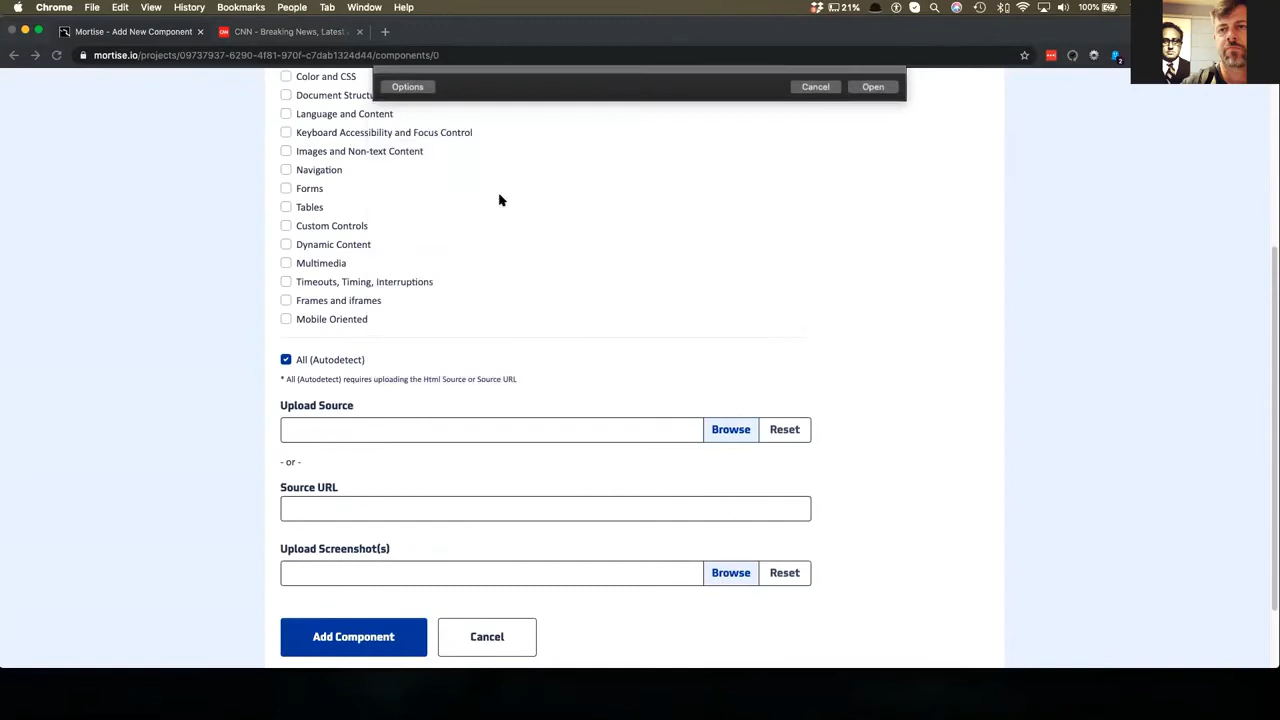 Chrome File Edit View History Bookmarks People Tab Window Help 21% 100%
Mortise - Add New Component CNN - Breaking News, Latest
mortise.io/projects/09737937-6290-4f81-970f-c7dab1324d44/components/0
Options Cancel Open
Color and CSS
Document Structu
Language and Content
Keyboard Accessibility and Focus Control
Images and Non-text Content
Navigation
Forms
Tables
Custom Controls
Dynamic Content
Multimedia
Timeouts, Timing, Interruptions
Frames and iframes
Mobile Oriented
All (Autodetect)
* All (Autodetect) requires uploading the Html Source or Source URL
Upload Source
Browse Reset
- or -
Source URL
Upload Screenshot(s)
Browse Reset
Add Component Cancel